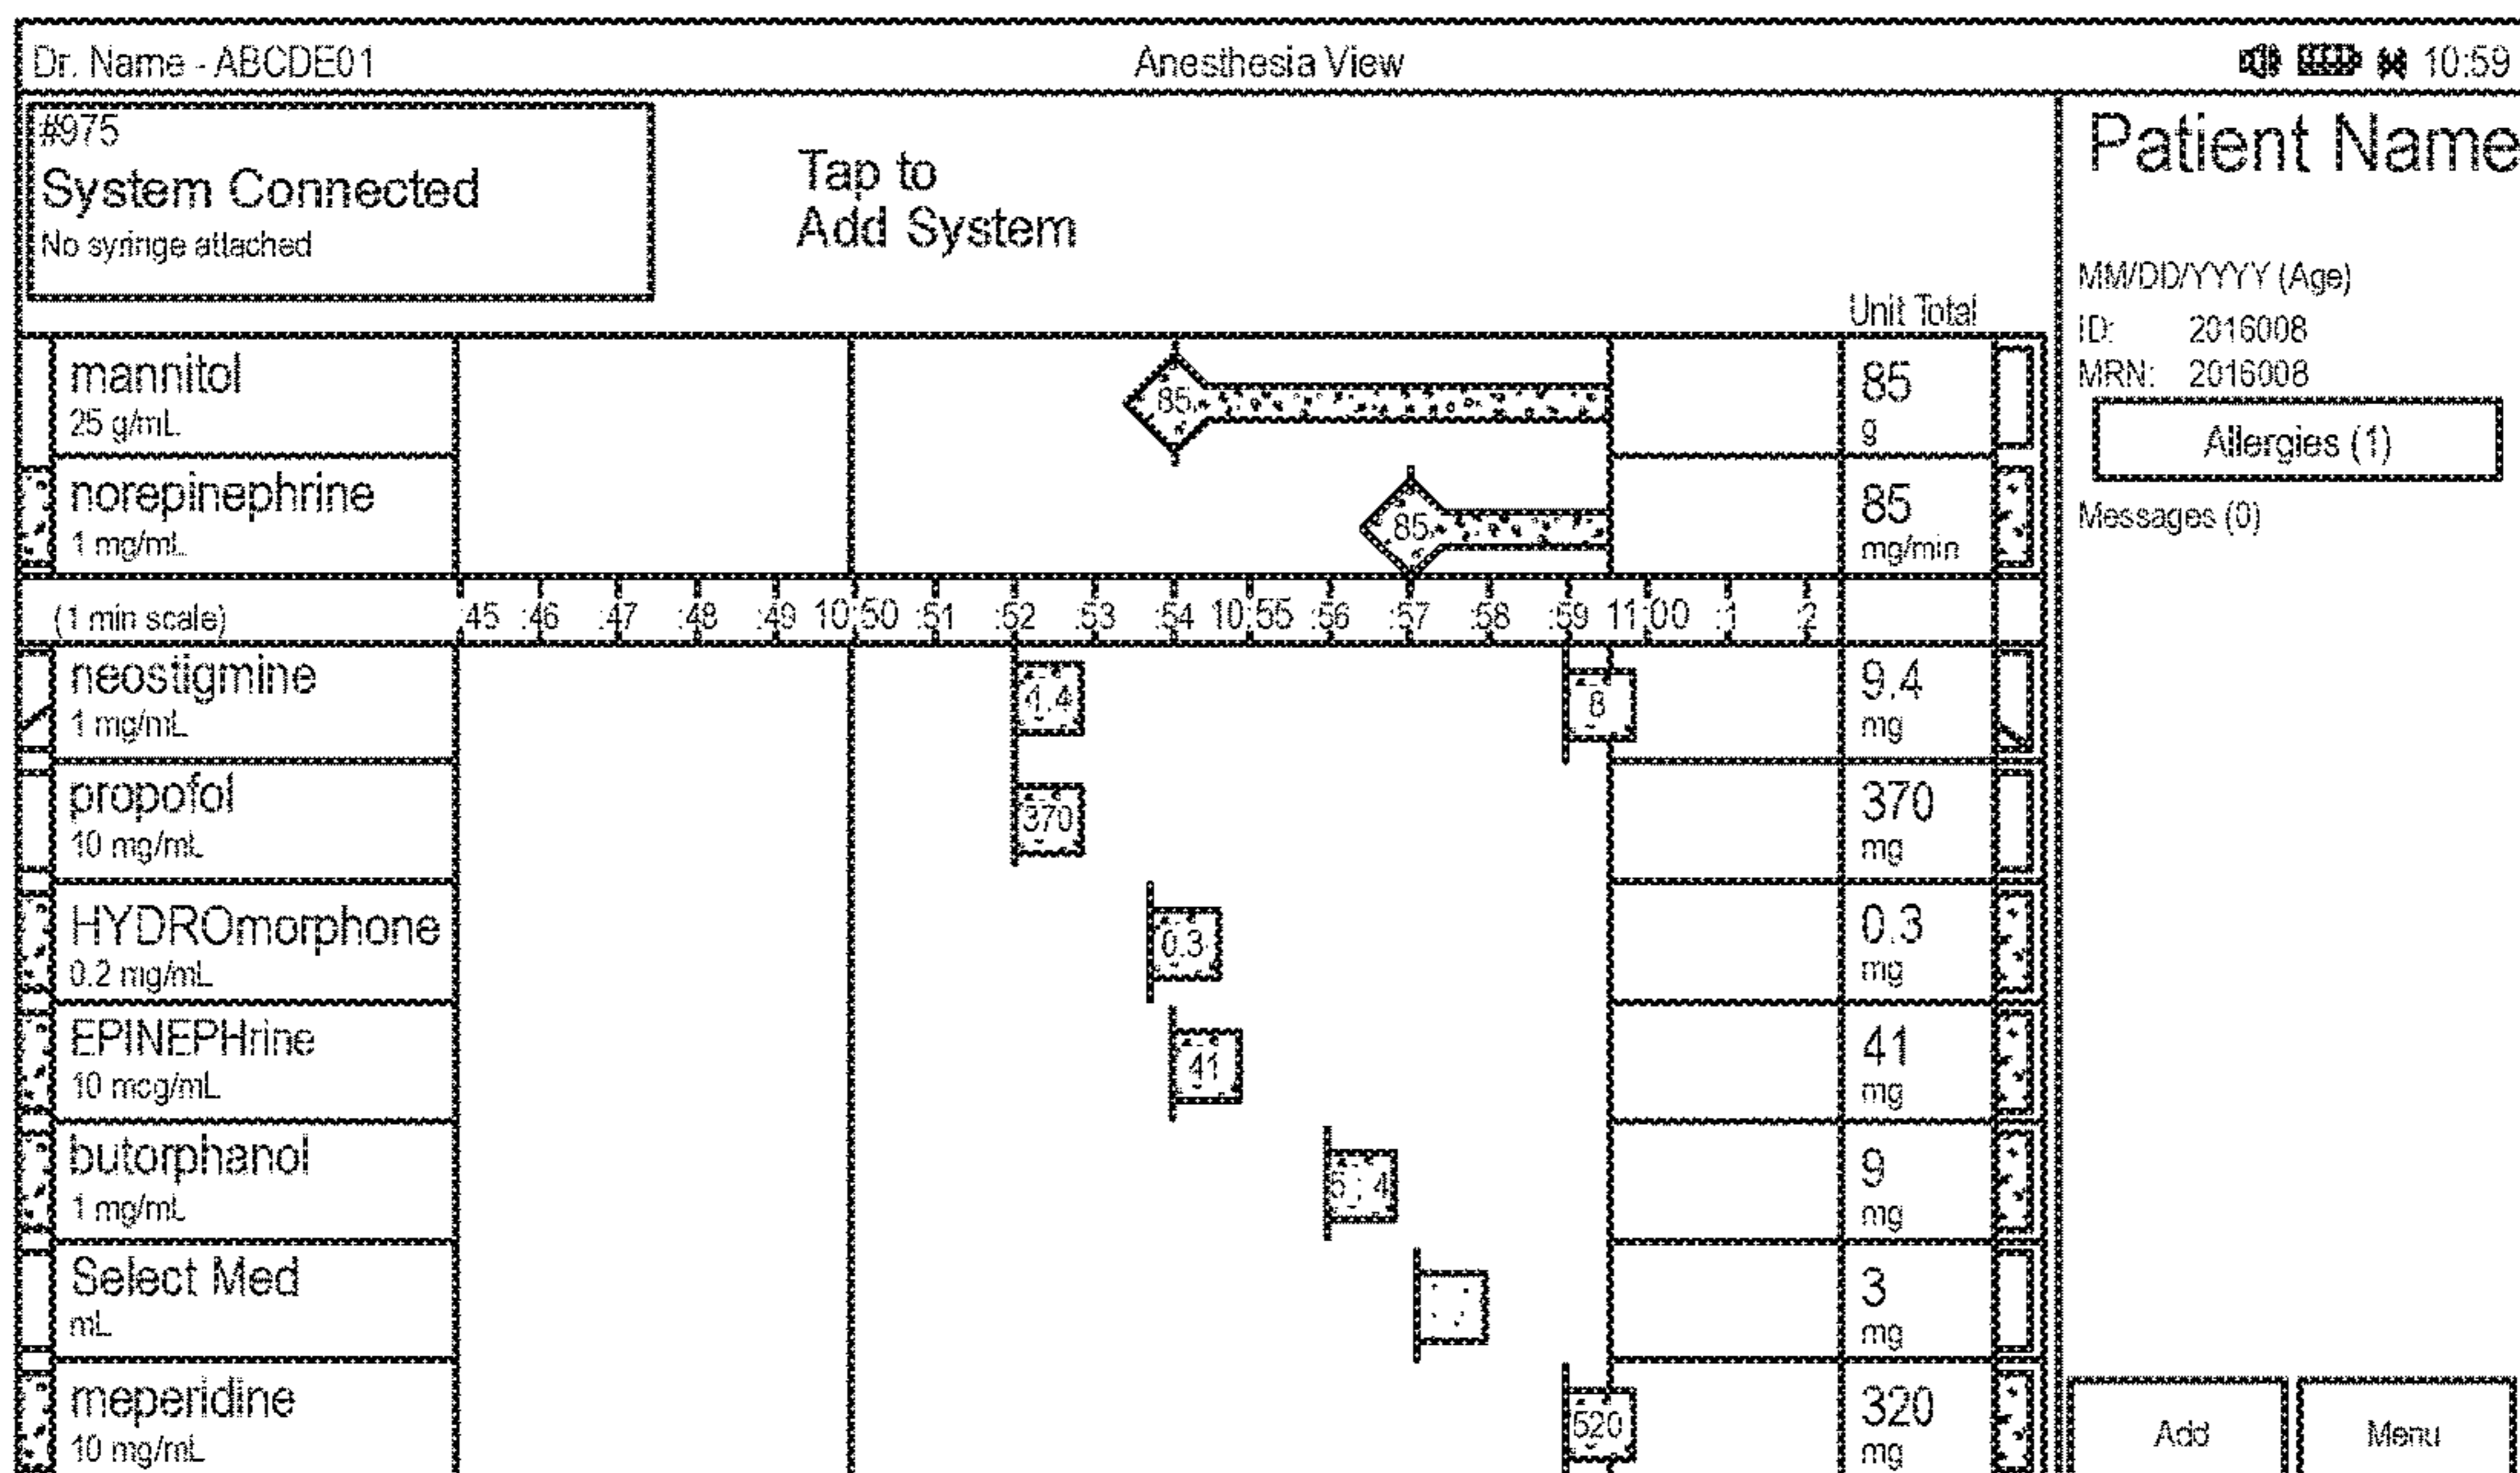 Dr. Name - ABCDE01 Anesthesia View 10:59
#975
System Connected
No syringe attached
Tap to
Add System
Patient Name
MM/DD/YYYY (Age)
ID: 2016008
MRN: 2016008
Allergies (1)
Messages (0)
Unit Total
mannitol
25 g/mL
85
85
g
norepinephrine
1 mg/mL
85
85
mg/min
(1 min scale) :45 :46 :47 :48 :49 10:50 :51 :52 :53 :54 10:55 :56 :57 :58 :59 11:00 :1 :2
neostigmine
1 mg/mL
1.4
8
9.4
mg
propofol
10 mg/mL
370
370
mg
HYDROmorphone
0.2 mg/mL
0.3
0.3
mg
EPINEPHrine
10 mcg/mL
41
41
mg
butorphanol
1 mg/mL
9
mg
Select Med
mL
3
mg
meperidine
10 mg/mL
520
320
mg
Add
Menu